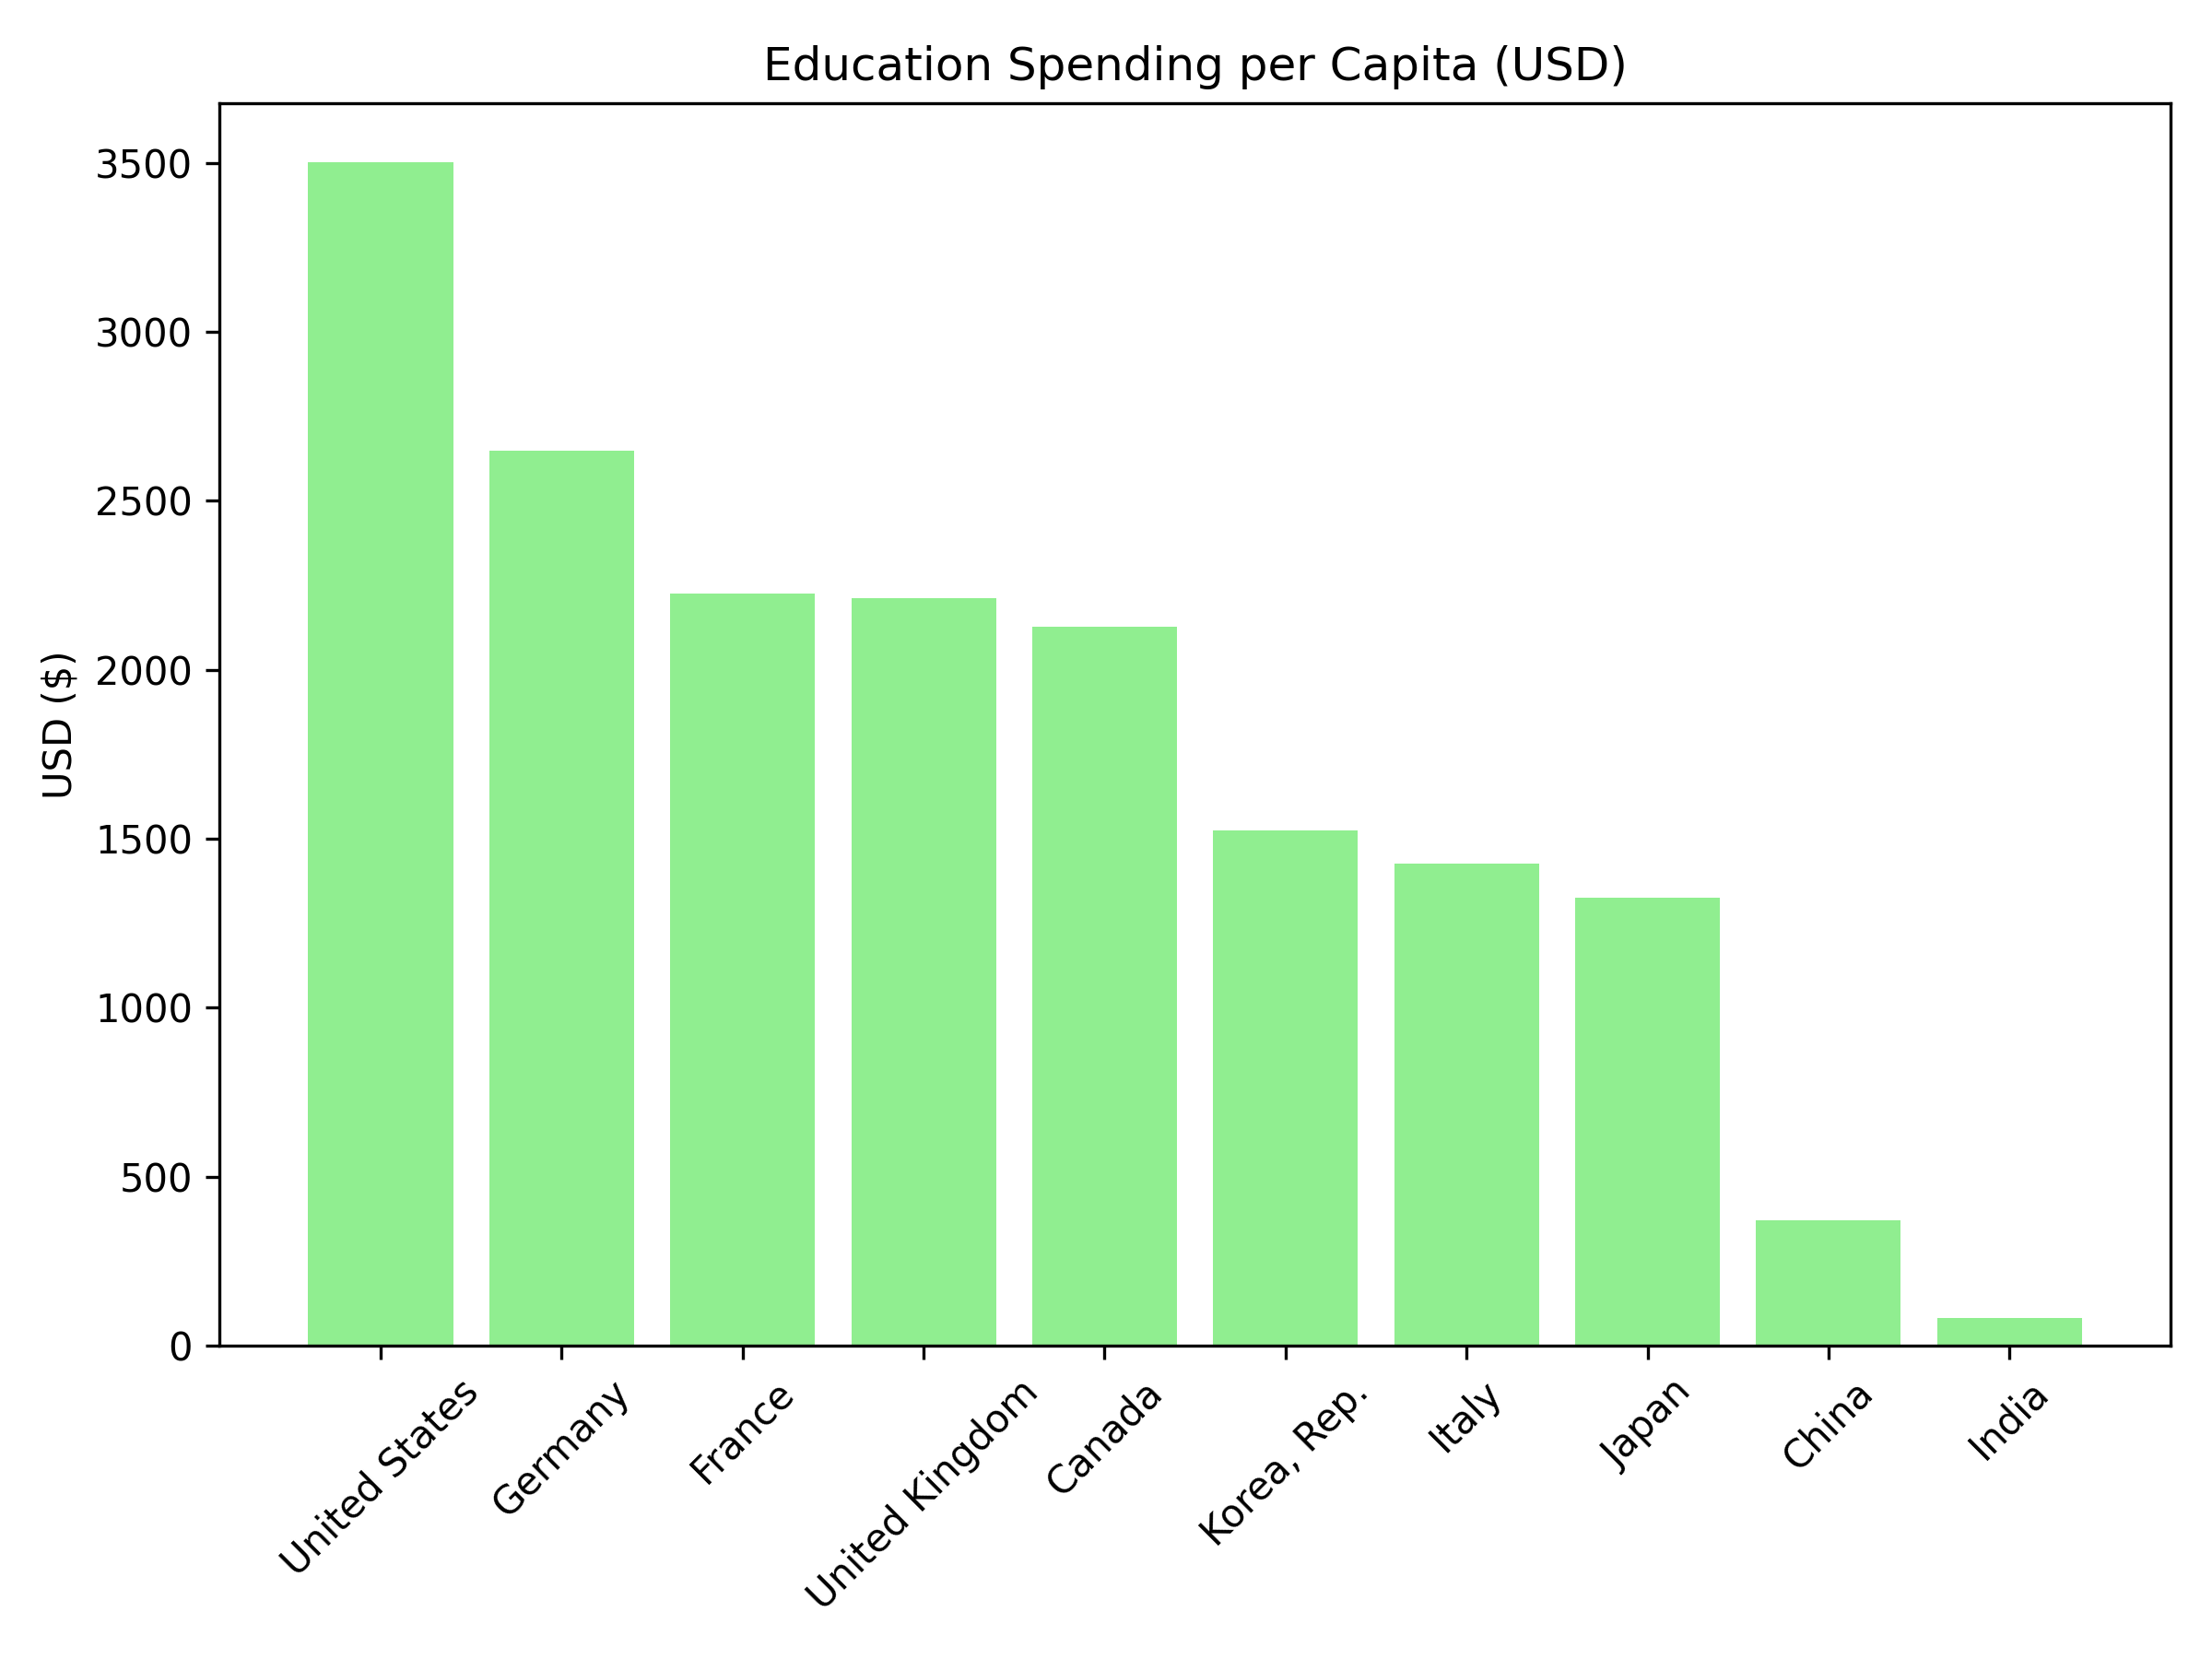 Education Spending per Capita (USD)
USD ($)
3500
3000
2500
2000
1500
1000
500
0
United States
Germany
France
United Kingdom
Canada
Korea, Rep.
Italy
Japan
China
India